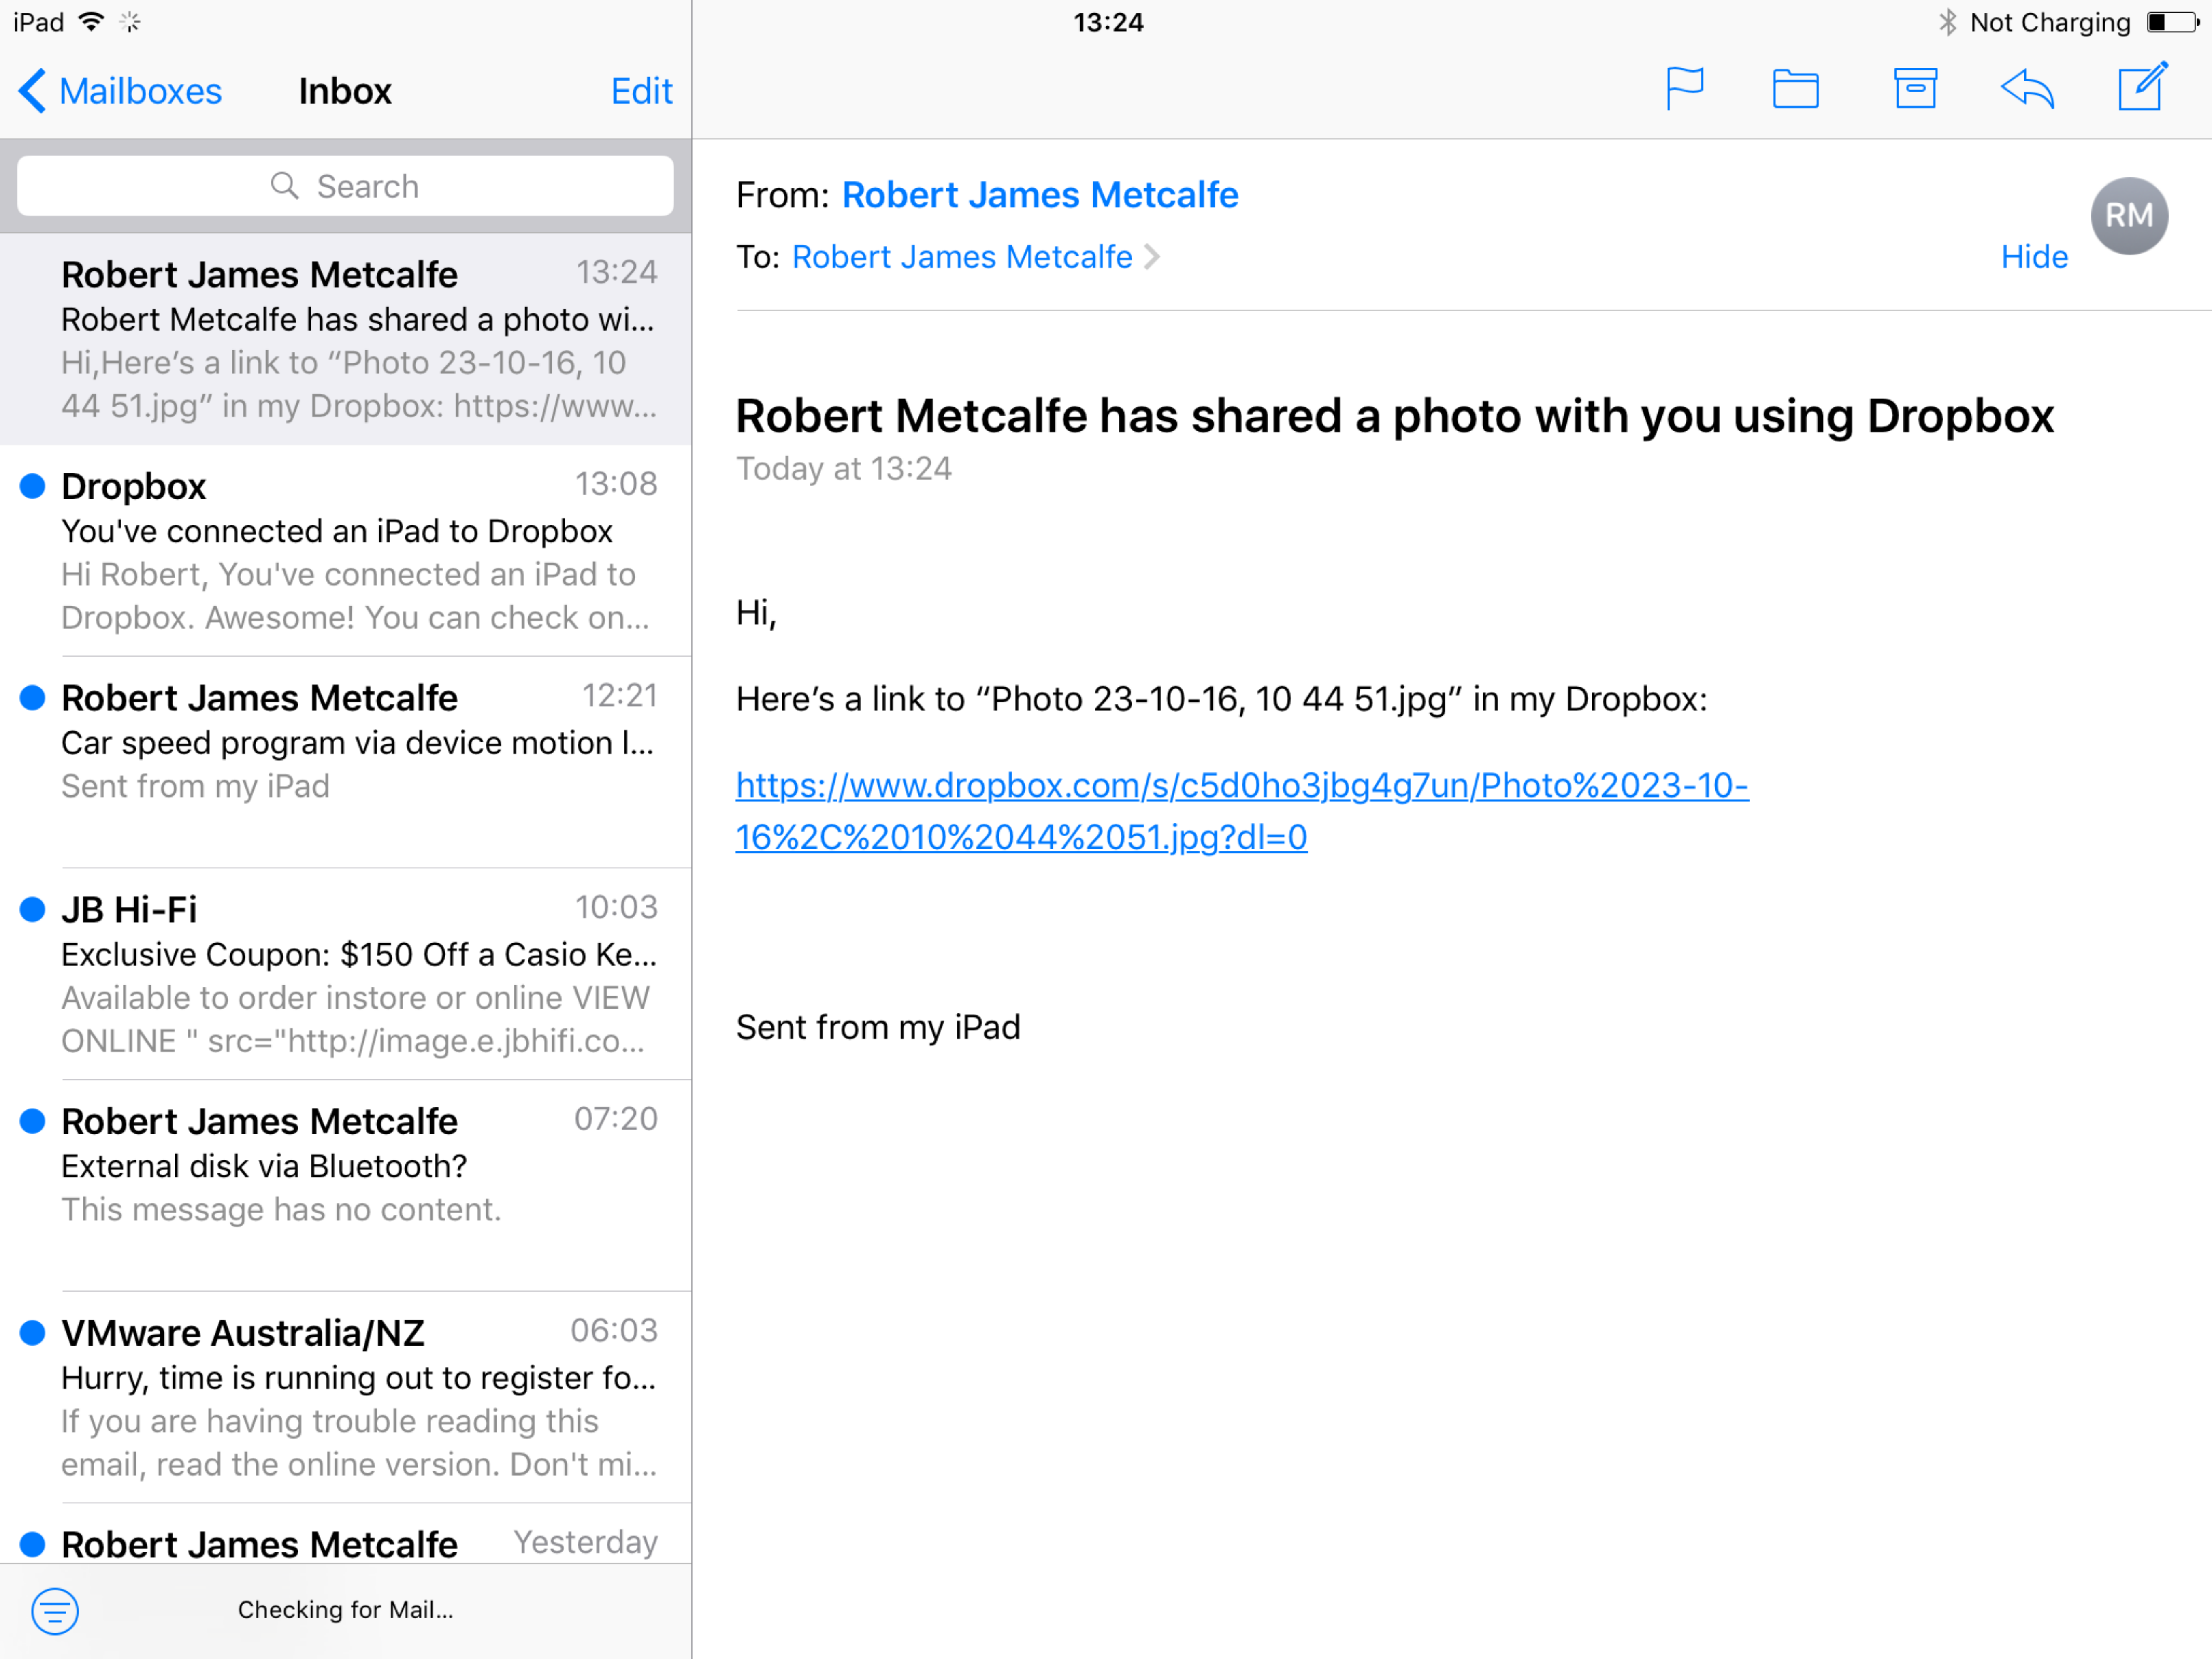 iPad
13:24
Not Charging
Mailboxes
Inbox
Edit
Search
Robert James Metcalfe 13:24
Robert Metcalfe has shared a photo wi...
Hi,Here’s a link to “Photo 23-10-16, 10
44 51.jpg” in my Dropbox: https://www...
Dropbox 13:08
You've connected an iPad to Dropbox
Hi Robert, You've connected an iPad to
Dropbox. Awesome! You can check on...
Robert James Metcalfe 12:21
Car speed program via device motion l...
Sent from my iPad
JB Hi-Fi 10:03
Exclusive Coupon: $150 Off a Casio Ke...
Available to order instore or online VIEW
ONLINE " src="http://image.e.jbhifi.co...
Robert James Metcalfe 07:20
External disk via Bluetooth?
This message has no content.
VMware Australia/NZ 06:03
Hurry, time is running out to register fo...
If you are having trouble reading this
email, read the online version. Don't mi...
Robert James Metcalfe Yesterday
Checking for Mail...
From: Robert James Metcalfe
RM
To: Robert James Metcalfe
Hide
Robert Metcalfe has shared a photo with you using Dropbox
Today at 13:24
Hi,
Here’s a link to “Photo 23-10-16, 10 44 51.jpg” in my Dropbox:
https://www.dropbox.com/s/c5d0ho3jbg4g7un/Photo%2023-10-
16%2C%2010%2044%2051.jpg?dl=0
Sent from my iPad